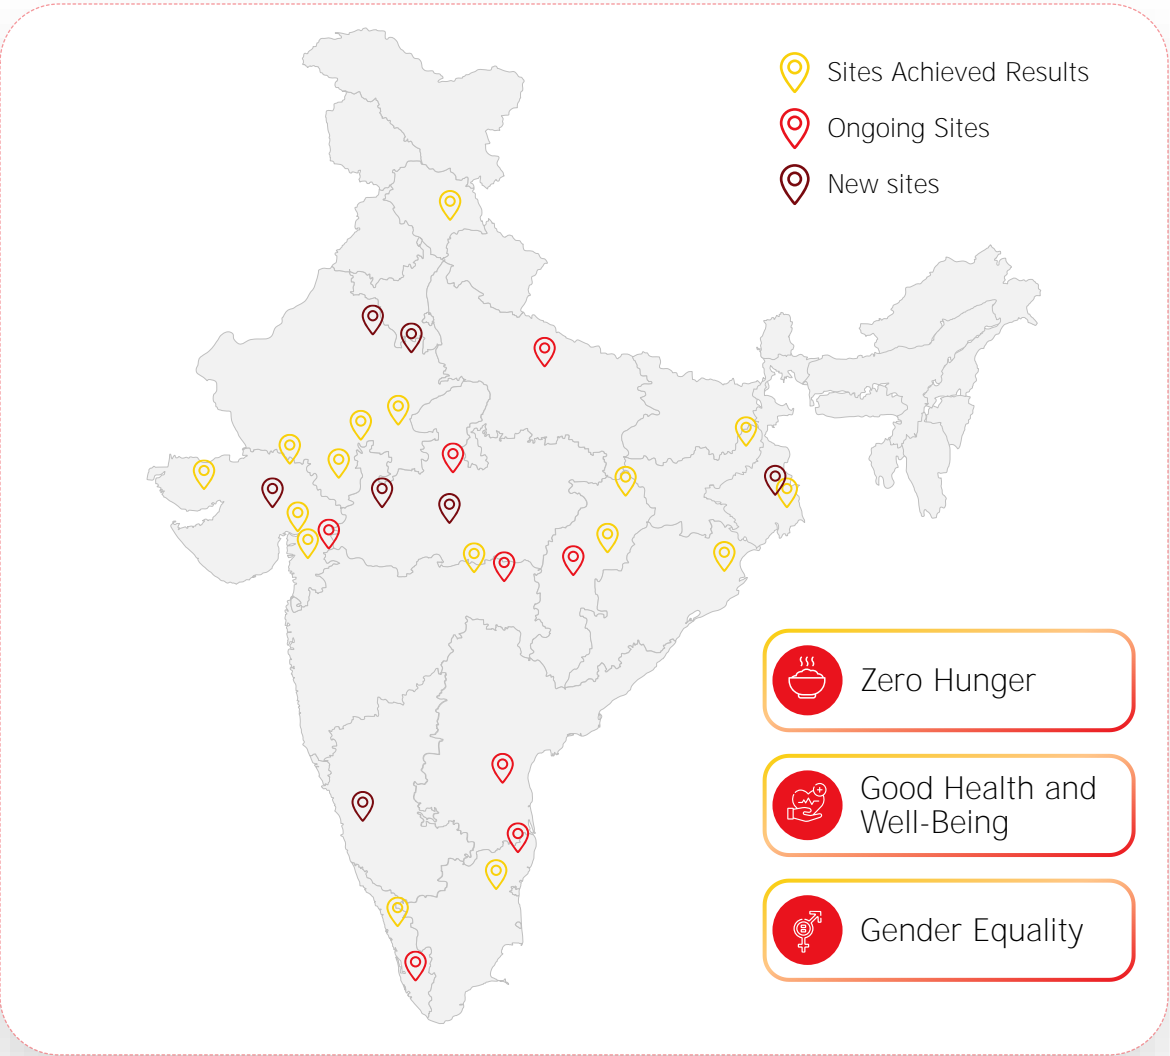 Sites Achieved Results
Ongoing Sites
New sites
Zero Hunger
Good Health and
Well-Being
Gender Equality